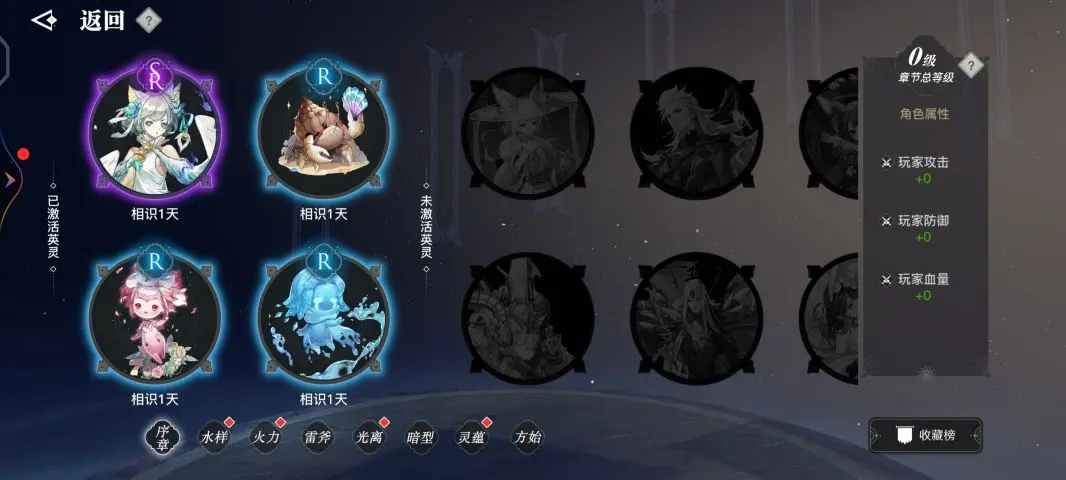 返回
?
SR
R
相识1天
相识1天
已激活英灵
未激活英灵
R
R
相识1天
相识1天
序章
水样
火力
雷斧
光离
暗型
灵蕴
方始
0级
?
章节总等级
角色属性
玩家攻击
+0
玩家防御
+0
玩家血量
+0
收藏榜